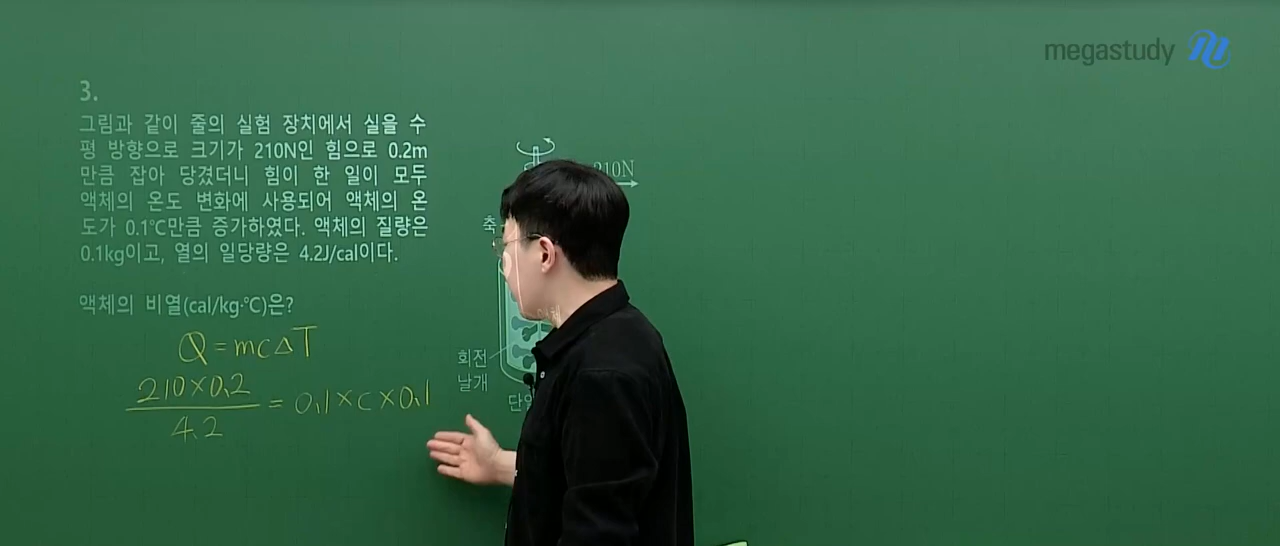 megastudy
3.
그림과 같이 줄의 실험 장치에서 실을 수
평 방향으로 크기가 210N인 힘으로 0.2m
만큼 잡아 당겼더니 힘이 한 일이 모두
액체의 온도 변화에 사용되어 액체의 온
도가 0.1℃만큼 증가하였다. 액체의 질량은
0.1kg이고, 열의 일당량은 4.2J/cal이다.
액체의 비열(cal/kg·℃)은?
Q=mcΔT
210×0.2
4.2
= 0.1×c×0.1
210N
축
회전
날개